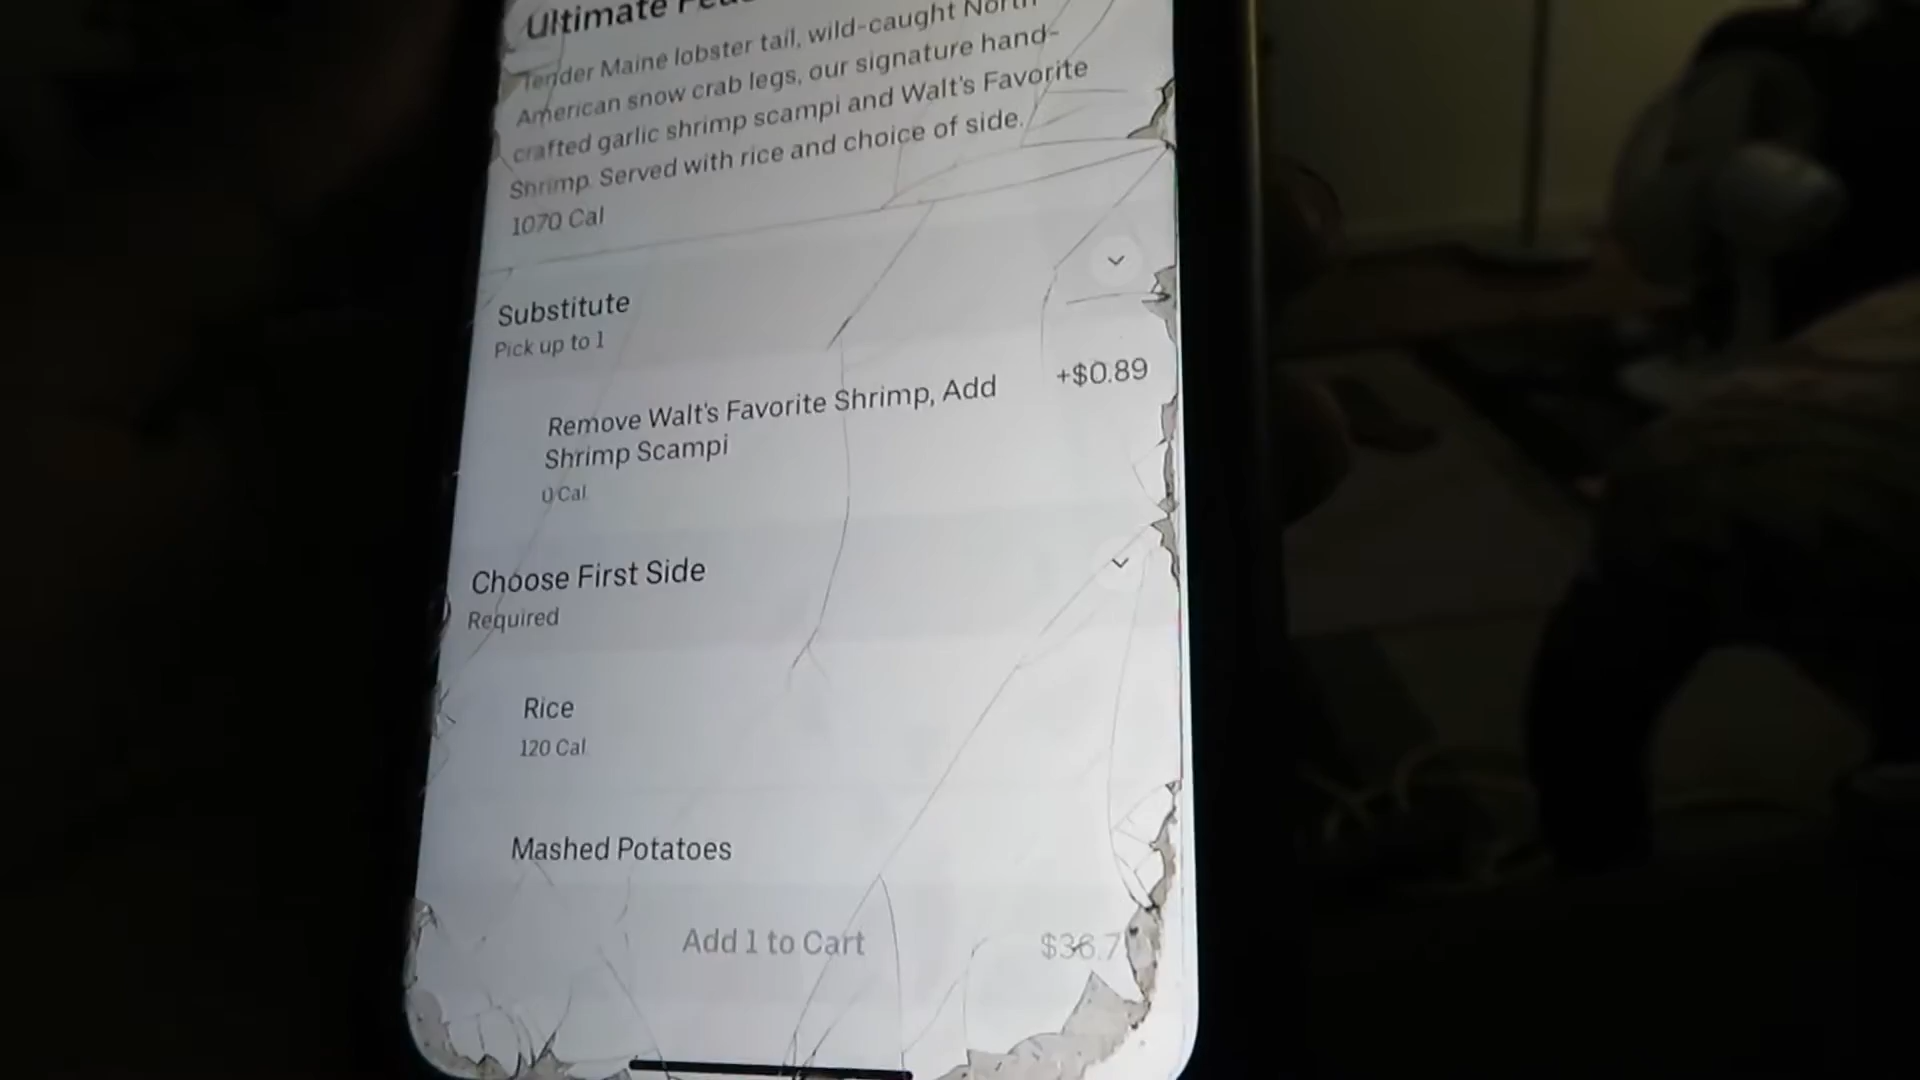 Ultimate
Tender Maine lobster tail, wild-caught North
American snow crab legs, our signature hand-
crafted garlic shrimp scampi and Walt's Favorite
Shrimp. Served with rice and choice of side.
1070 Cal
Substitute
Pick up to 1
Remove Walt's Favorite Shrimp, Add
Shrimp Scampi
+$0.89
0 Cal
Choose First Side
Required
Rice
120 Cal
Mashed Potatoes
Add 1 to Cart
$36.7